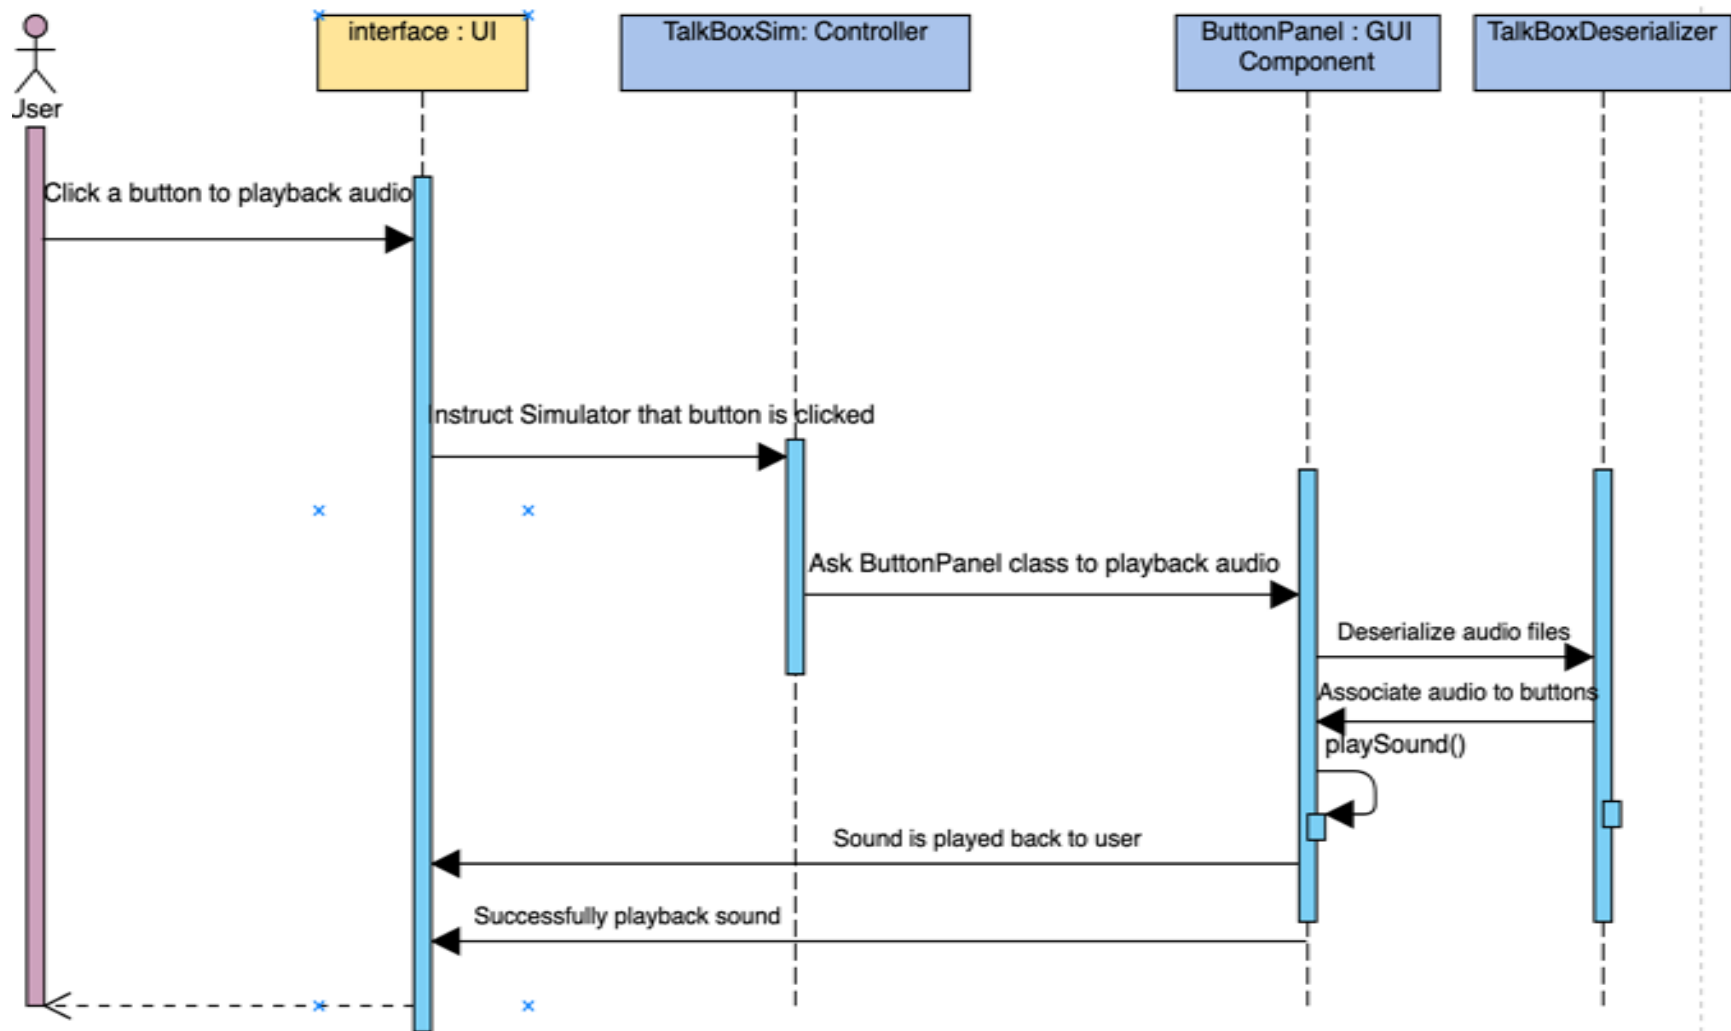 interface : UI
TalkBoxSim: Controller
ButtonPanel : GUI
Component
TalkBoxDeserializer
User
Click a button to playback audio
Instruct Simulator that button is clicked
Ask ButtonPanel class to playback audio
Deserialize audio files
Associate audio to buttons
playSound()
Sound is played back to user
Successfully playback sound